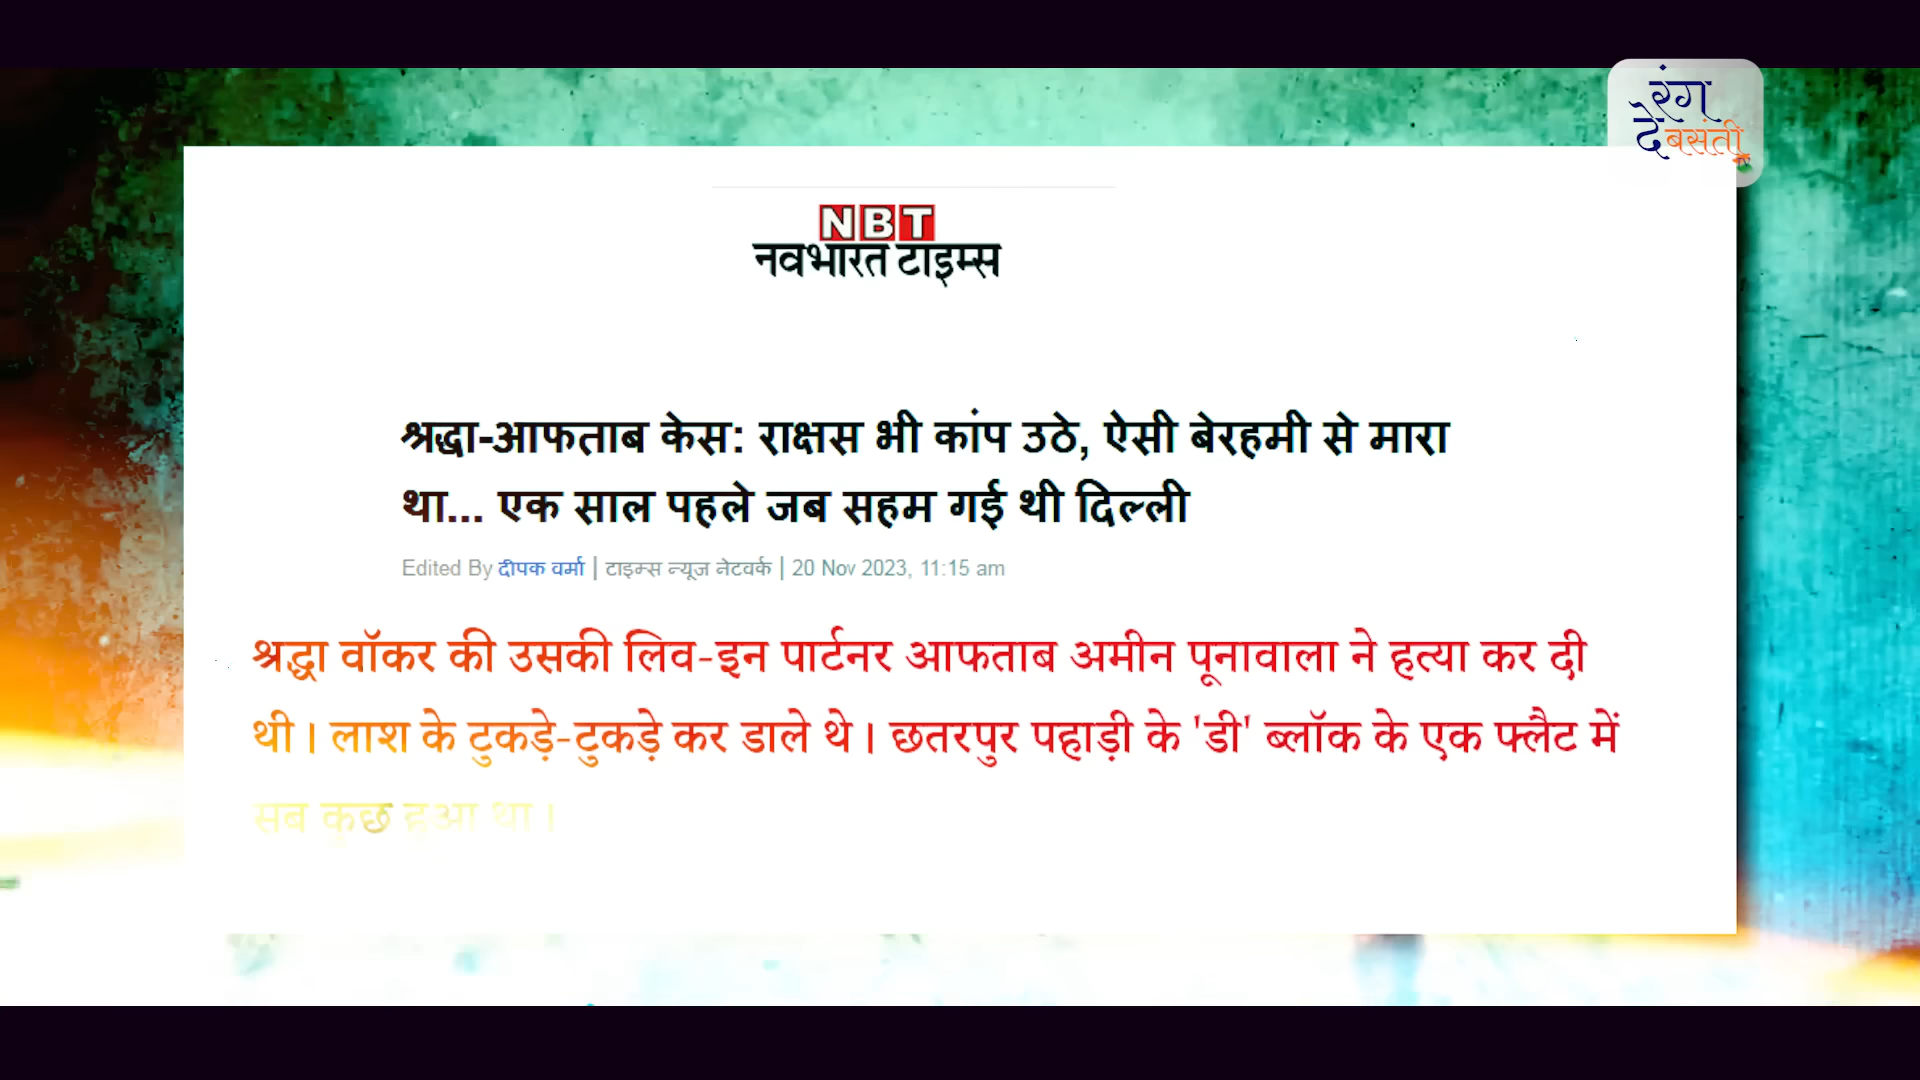 रंग
दे बसंती
NBT
नवभारत टाइम्स
श्रद्धा-आफताब केस: राक्षस भी कांप उठे, ऐसी बेरहमी से मारा
था... एक साल पहले जब सहम गई थी दिल्ली
Edited By दीपक वर्मा | टाइम्स न्यूज नेटवर्क | 20 Nov 2023, 11:15 am
श्रद्धा वॉकर की उसकी लिव-इन पार्टनर आफताब अमीन पूनावाला ने हत्या कर दी
थी। लाश के टुकड़े-टुकड़े कर डाले थे। छतरपुर पहाड़ी के 'डी' ब्लॉक के एक फ्लैट में
सब कुछ हुआ था।